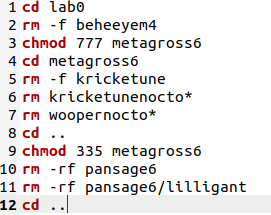 1 cd lab0
2 rm -f beheeyem4
3 chmod 777 metagross6
4 cd metagross6
5 rm -f kricketune
6 rm kricketunenocto*
7 rm woopernocto*
8 cd ..
9 chmod 335 metagross6
10 rm -rf pansage6
11 rm -rf pansage6/lilligant
12 cd ..